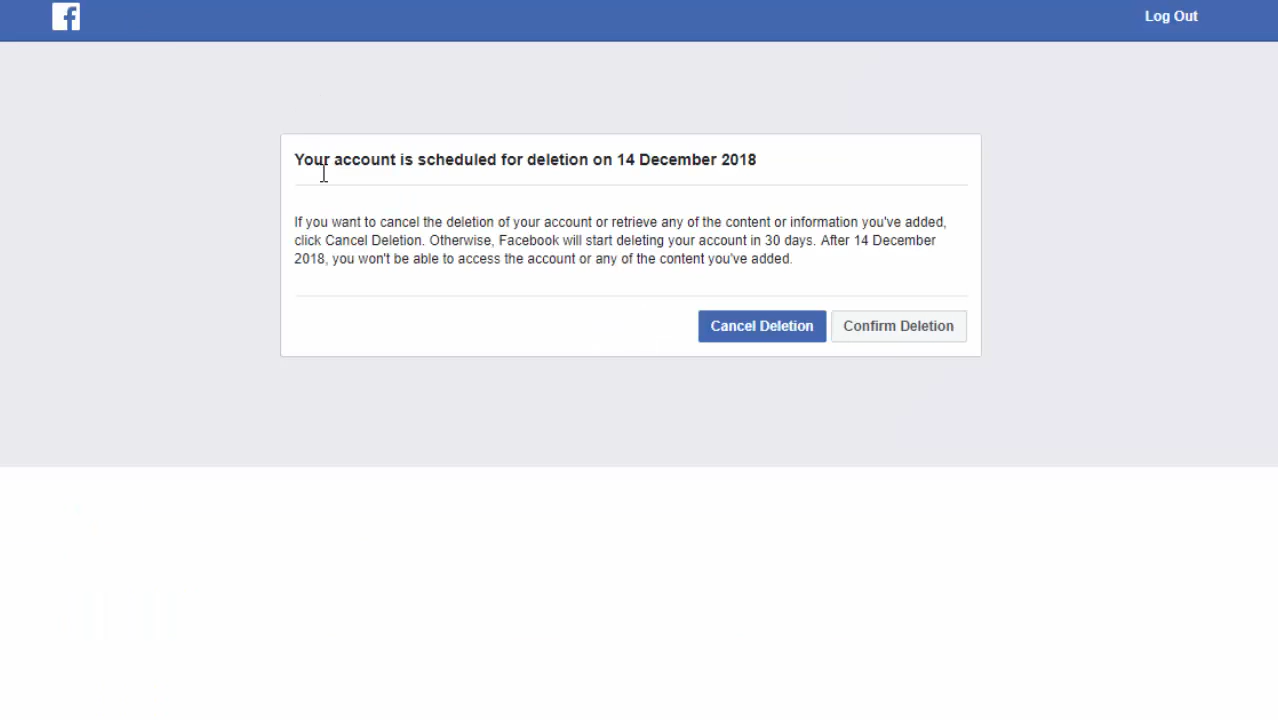 Log Out
Your account is scheduled for deletion on 14 December 2018
If you want to cancel the deletion of your account or retrieve any of the content or information you've added,
click Cancel Deletion. Otherwise, Facebook will start deleting your account in 30 days. After 14 December
2018, you won't be able to access the account or any of the content you've added.
Cancel Deletion Confirm Deletion